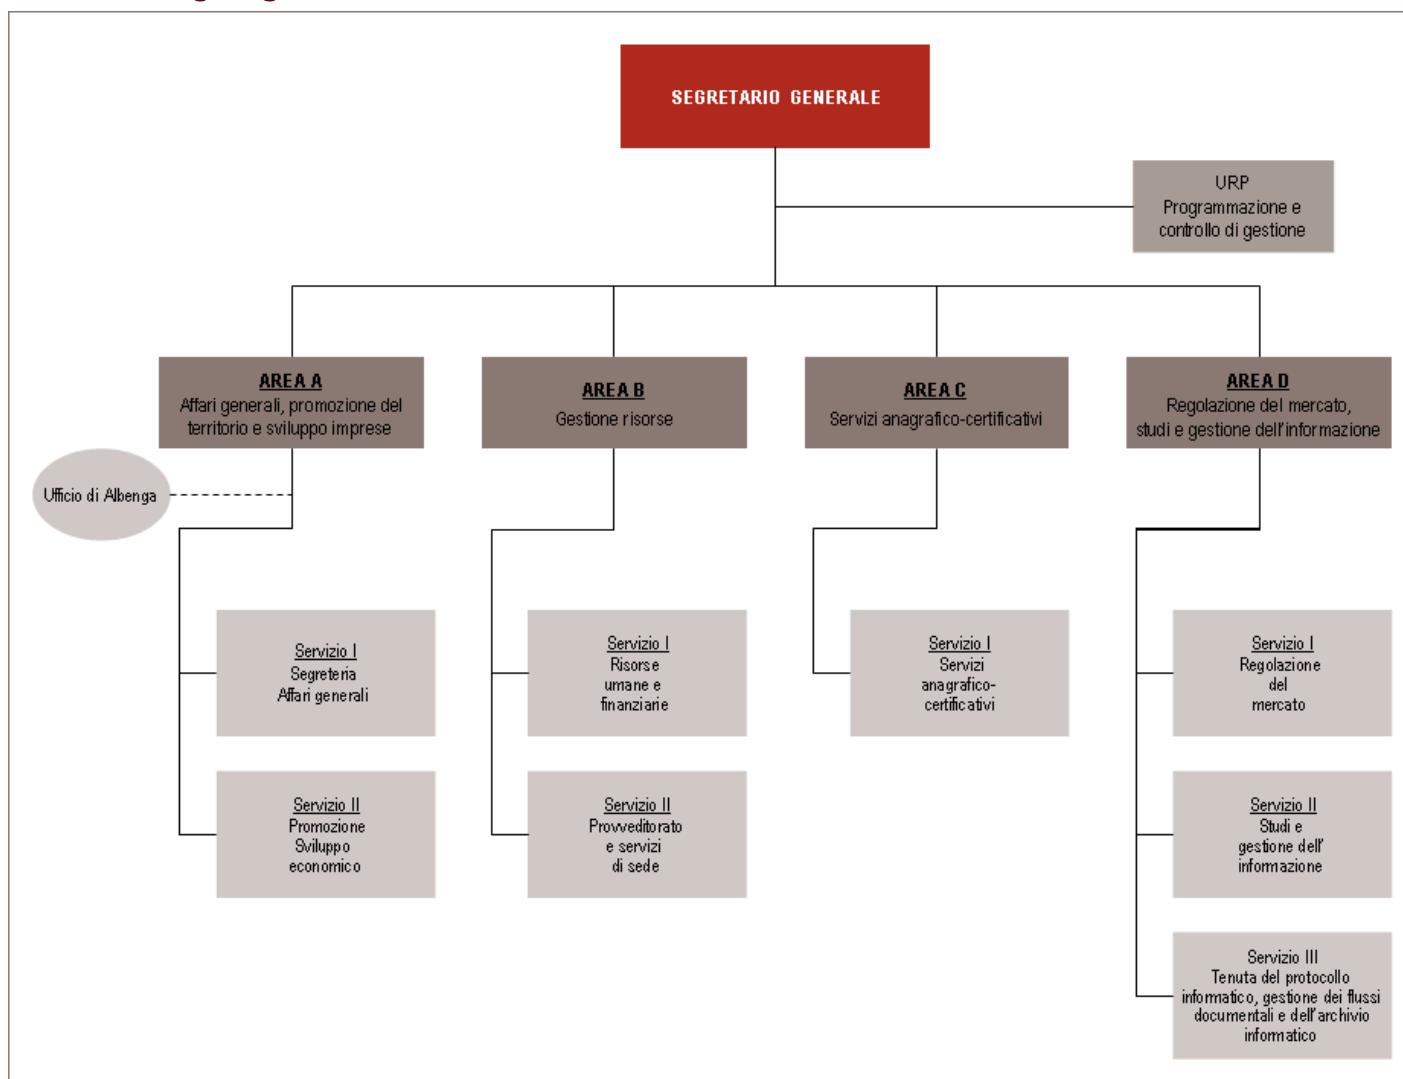 SEGRETARIO GENERALE
URP
Programmazione e
controllo di gestione
AREA A
Affari generali, promozione del
territorio e sviluppo imprese
AREA B
Gestione risorse
AREA C
Servizi anagrafico-certificativi
AREA D
Regolazione del mercato,
studi e gestione dell'informazione
Ufficio di Albenga
Servizio I
Segreteria
Affari generali
Servizio I
Risorse
umane e
finanziarie
Servizio I
Servizi
anagrafico-
certificativi
Servizio I
Regolazione
del
mercato
Servizio II
Promozione
Sviluppo
economico
Servizio II
Provveditorato
e servizi
di sede
Servizio II
Studi e
gestione dell'
informazione
Servizio III
Tenuta del protocollo
informatico, gestione dei flussi
documentali e dell'archivio
informatico